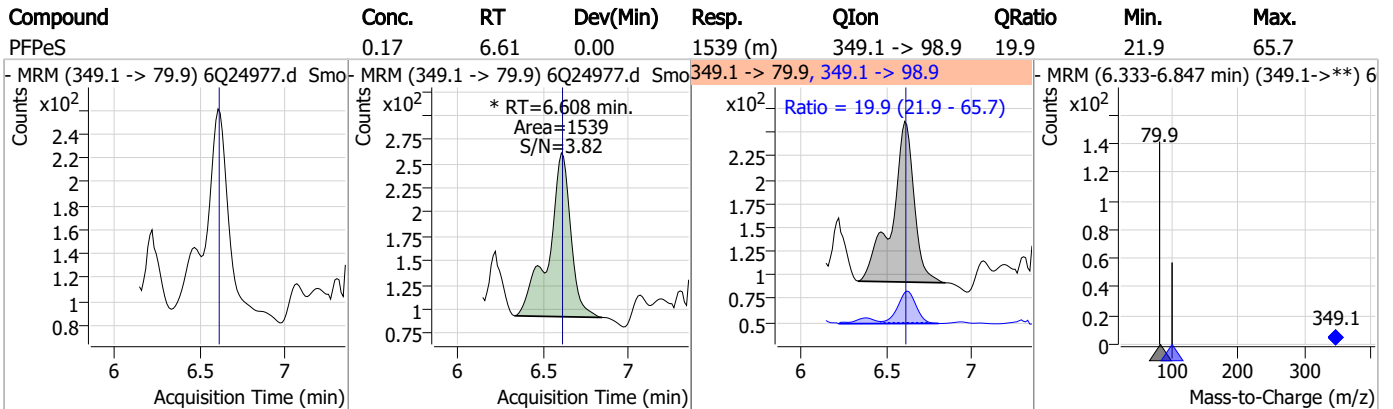 Compound Conc. RT Dev(Min) Resp. QIon QRatio Min. Max.
PFPeS 0.17 6.61 0.00 1539 (m) 349.1 -> 98.9 19.9 21.9 65.7
- MRM (349.1 -> 79.9) 6Q24977.d Smo
Counts
x10²
2.4
2.2
2
1.8
1.6
1.4
1.2
1
0.8
6 6.5 7
Acquisition Time (min)
- MRM (349.1 -> 79.9) 6Q24977.d Smo
Counts
x10²
* RT=6.608 min.
Area=1539
S/N=3.82
2.75
2.5
2.25
2
1.75
1.5
1.25
1
0.75
6 6.5 7
Acquisition Time (min)
349.1 -> 79.9, 349.1 -> 98.9
Counts
x10²
Ratio = 19.9 (21.9 - 65.7)
2.25
2
1.75
1.5
1.25
1
0.75
0.5
6 6.5 7
Acquisition Time (min)
- MRM (6.333-6.847 min) (349.1->**) 6
Counts
x10²
79.9
1.4
1.2
1
0.8
0.6
0.4
0.2
0
349.1
100 200 300
Mass-to-Charge (m/z)